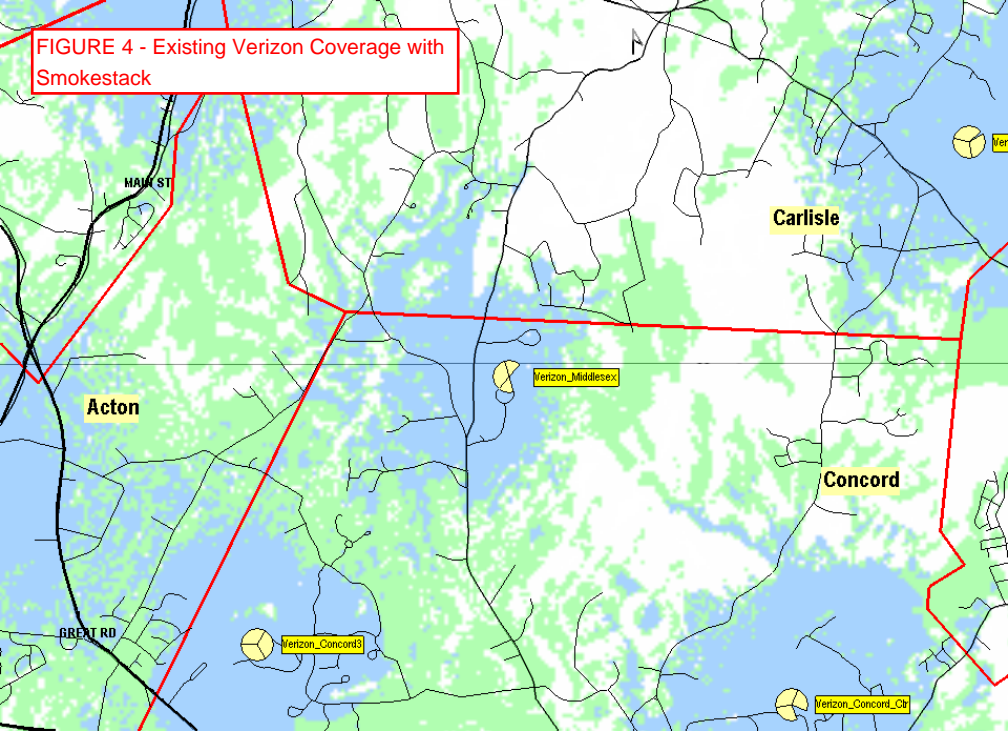 FIGURE 4 - Existing Verizon Coverage with
Smokestack
MAIN ST
Carlisle
Verizon_Middlesex
Acton
Concord
GREAT RD
Verizon_Concord3
Verizon_Concord_Ctr